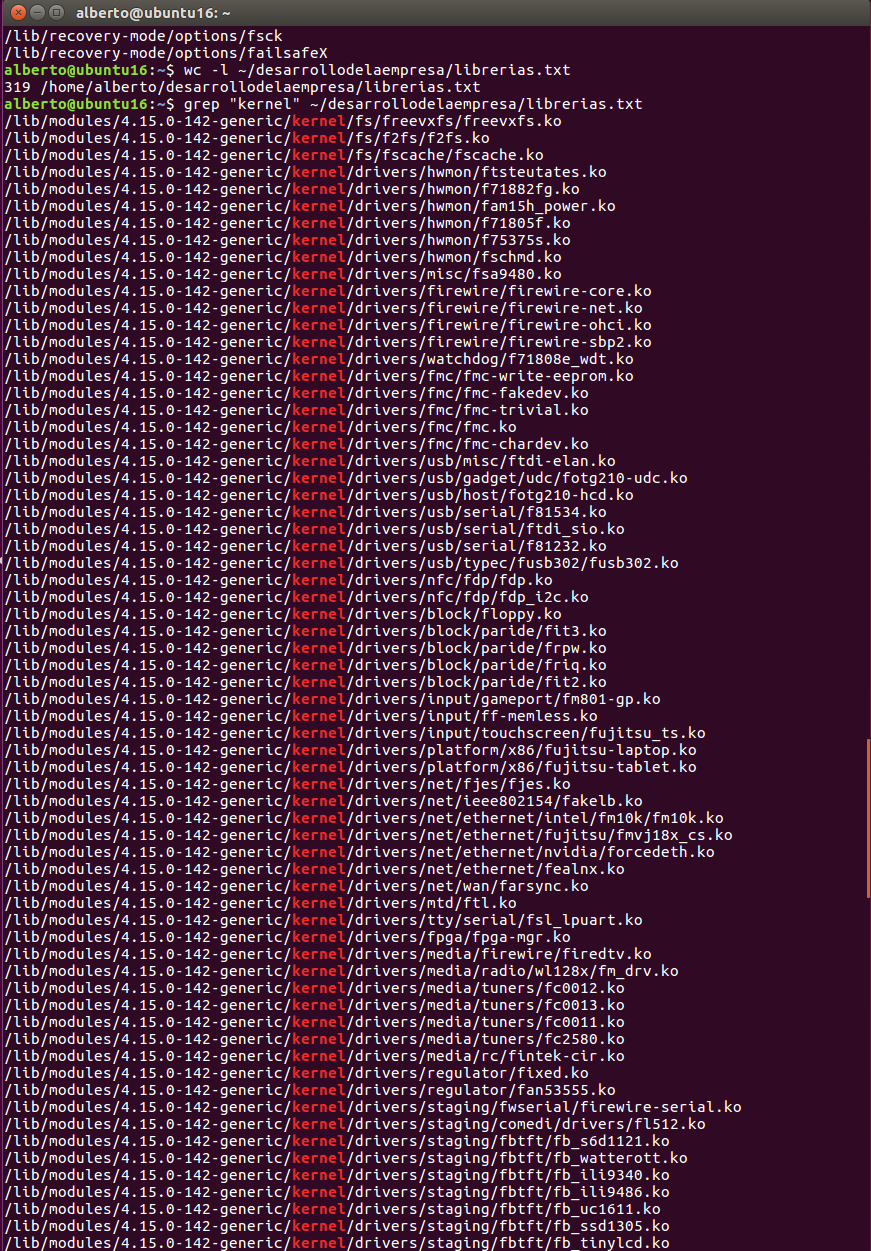 alberto@ubuntu16: ~
/lib/recovery-mode/options/fsck
/lib/recovery-mode/options/failsafeX
alberto@ubuntu16:~$ wc -l ~/desarrollodelaempresa/librerias.txt
319 /home/alberto/desarrollodelaempresa/librerias.txt
alberto@ubuntu16:~$ grep "kernel" ~/desarrollodelaempresa/librerias.txt
/lib/modules/4.15.0-142-generic/kernel/fs/freevxfs/freevxfs.ko
/lib/modules/4.15.0-142-generic/kernel/fs/f2fs/f2fs.ko
/lib/modules/4.15.0-142-generic/kernel/fs/fscache/fscache.ko
/lib/modules/4.15.0-142-generic/kernel/drivers/hwmon/ftsteutates.ko
/lib/modules/4.15.0-142-generic/kernel/drivers/hwmon/f71882fg.ko
/lib/modules/4.15.0-142-generic/kernel/drivers/hwmon/fam15h_power.ko
/lib/modules/4.15.0-142-generic/kernel/drivers/hwmon/f71805f.ko
/lib/modules/4.15.0-142-generic/kernel/drivers/hwmon/f75375s.ko
/lib/modules/4.15.0-142-generic/kernel/drivers/hwmon/fschmd.ko
/lib/modules/4.15.0-142-generic/kernel/drivers/misc/fsa9480.ko
/lib/modules/4.15.0-142-generic/kernel/drivers/firewire/firewire-core.ko
/lib/modules/4.15.0-142-generic/kernel/drivers/firewire/firewire-net.ko
/lib/modules/4.15.0-142-generic/kernel/drivers/firewire/firewire-ohci.ko
/lib/modules/4.15.0-142-generic/kernel/drivers/firewire/firewire-sbp2.ko
/lib/modules/4.15.0-142-generic/kernel/drivers/watchdog/f71808e_wdt.ko
/lib/modules/4.15.0-142-generic/kernel/drivers/fmc/fmc-write-eeprom.ko
/lib/modules/4.15.0-142-generic/kernel/drivers/fmc/fmc-fakedev.ko
/lib/modules/4.15.0-142-generic/kernel/drivers/fmc/fmc-trivial.ko
/lib/modules/4.15.0-142-generic/kernel/drivers/fmc/fmc.ko
/lib/modules/4.15.0-142-generic/kernel/drivers/fmc/fmc-chardev.ko
/lib/modules/4.15.0-142-generic/kernel/drivers/usb/misc/ftdi-elan.ko
/lib/modules/4.15.0-142-generic/kernel/drivers/usb/gadget/udc/fotg210-udc.ko
/lib/modules/4.15.0-142-generic/kernel/drivers/usb/host/fotg210-hcd.ko
/lib/modules/4.15.0-142-generic/kernel/drivers/usb/serial/f81534.ko
/lib/modules/4.15.0-142-generic/kernel/drivers/usb/serial/ftdi_sio.ko
/lib/modules/4.15.0-142-generic/kernel/drivers/usb/serial/f81232.ko
/lib/modules/4.15.0-142-generic/kernel/drivers/usb/typec/fusb302/fusb302.ko
/lib/modules/4.15.0-142-generic/kernel/drivers/nfc/fdp/fdp.ko
/lib/modules/4.15.0-142-generic/kernel/drivers/nfc/fdp/fdp_i2c.ko
/lib/modules/4.15.0-142-generic/kernel/drivers/block/floppy.ko
/lib/modules/4.15.0-142-generic/kernel/drivers/block/paride/fit3.ko
/lib/modules/4.15.0-142-generic/kernel/drivers/block/paride/frpw.ko
/lib/modules/4.15.0-142-generic/kernel/drivers/block/paride/friq.ko
/lib/modules/4.15.0-142-generic/kernel/drivers/block/paride/fit2.ko
/lib/modules/4.15.0-142-generic/kernel/drivers/input/gameport/fm801-gp.ko
/lib/modules/4.15.0-142-generic/kernel/drivers/input/ff-memless.ko
/lib/modules/4.15.0-142-generic/kernel/drivers/input/touchscreen/fujitsu_ts.ko
/lib/modules/4.15.0-142-generic/kernel/drivers/platform/x86/fujitsu-laptop.ko
/lib/modules/4.15.0-142-generic/kernel/drivers/platform/x86/fujitsu-tablet.ko
/lib/modules/4.15.0-142-generic/kernel/drivers/net/fjes/fjes.ko
/lib/modules/4.15.0-142-generic/kernel/drivers/net/ieee802154/fakelb.ko
/lib/modules/4.15.0-142-generic/kernel/drivers/net/ethernet/intel/fm10k/fm10k.ko
/lib/modules/4.15.0-142-generic/kernel/drivers/net/ethernet/fujitsu/fmvj18x_cs.ko
/lib/modules/4.15.0-142-generic/kernel/drivers/net/ethernet/nvidia/forcedeth.ko
/lib/modules/4.15.0-142-generic/kernel/drivers/net/ethernet/fealnx.ko
/lib/modules/4.15.0-142-generic/kernel/drivers/net/wan/farsync.ko
/lib/modules/4.15.0-142-generic/kernel/drivers/mtd/ftl.ko
/lib/modules/4.15.0-142-generic/kernel/drivers/tty/serial/fsl_lpuart.ko
/lib/modules/4.15.0-142-generic/kernel/drivers/fpga/fpga-mgr.ko
/lib/modules/4.15.0-142-generic/kernel/drivers/media/firewire/firedtv.ko
/lib/modules/4.15.0-142-generic/kernel/drivers/media/radio/wl128x/fm_drv.ko
/lib/modules/4.15.0-142-generic/kernel/drivers/media/tuners/fc0012.ko
/lib/modules/4.15.0-142-generic/kernel/drivers/media/tuners/fc0013.ko
/lib/modules/4.15.0-142-generic/kernel/drivers/media/tuners/fc0011.ko
/lib/modules/4.15.0-142-generic/kernel/drivers/media/tuners/fc2580.ko
/lib/modules/4.15.0-142-generic/kernel/drivers/media/rc/fintek-cir.ko
/lib/modules/4.15.0-142-generic/kernel/drivers/regulator/fixed.ko
/lib/modules/4.15.0-142-generic/kernel/drivers/regulator/fan53555.ko
/lib/modules/4.15.0-142-generic/kernel/drivers/staging/fwserial/firewire-serial.ko
/lib/modules/4.15.0-142-generic/kernel/drivers/staging/comedi/drivers/fl512.ko
/lib/modules/4.15.0-142-generic/kernel/drivers/staging/fbtft/fb_s6d1121.ko
/lib/modules/4.15.0-142-generic/kernel/drivers/staging/fbtft/fb_watterott.ko
/lib/modules/4.15.0-142-generic/kernel/drivers/staging/fbtft/fb_ili9340.ko
/lib/modules/4.15.0-142-generic/kernel/drivers/staging/fbtft/fb_ili9486.ko
/lib/modules/4.15.0-142-generic/kernel/drivers/staging/fbtft/fb_uc1611.ko
/lib/modules/4.15.0-142-generic/kernel/drivers/staging/fbtft/fb_ssd1305.ko
/lib/modules/4.15.0-142-generic/kernel/drivers/staging/fbtft/fb_tinylcd.ko